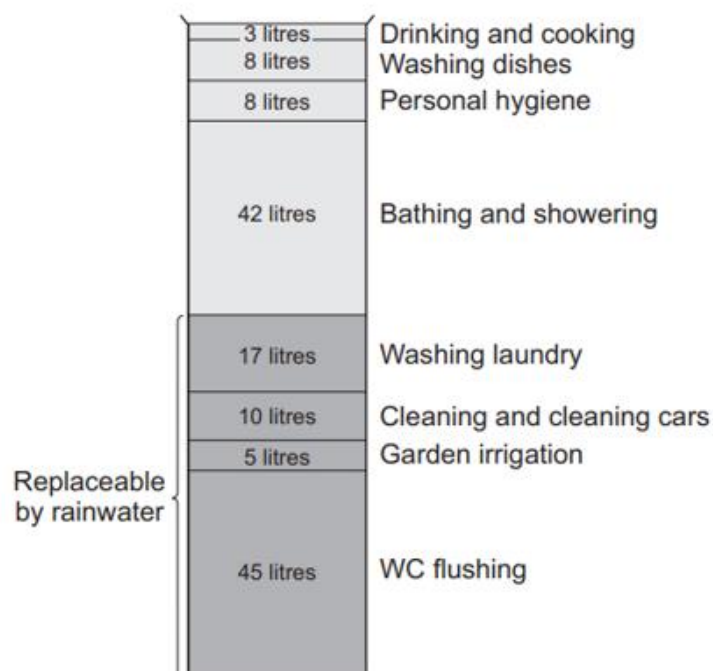 3 litres Drinking and cooking
8 litres Washing dishes
8 litres Personal hygiene
42 litres Bathing and showering
17 litres Washing laundry
10 litres Cleaning and cleaning cars
5 litres Garden irrigation
Replaceable
by rainwater
45 litres WC flushing